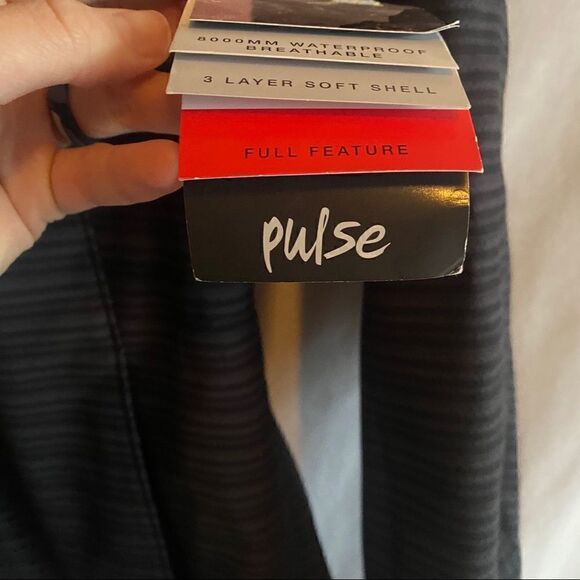 8000MM WATERPROOF
BREATHABLE
3 LAYER SOFT SHELL
FULL FEATURE
pulse